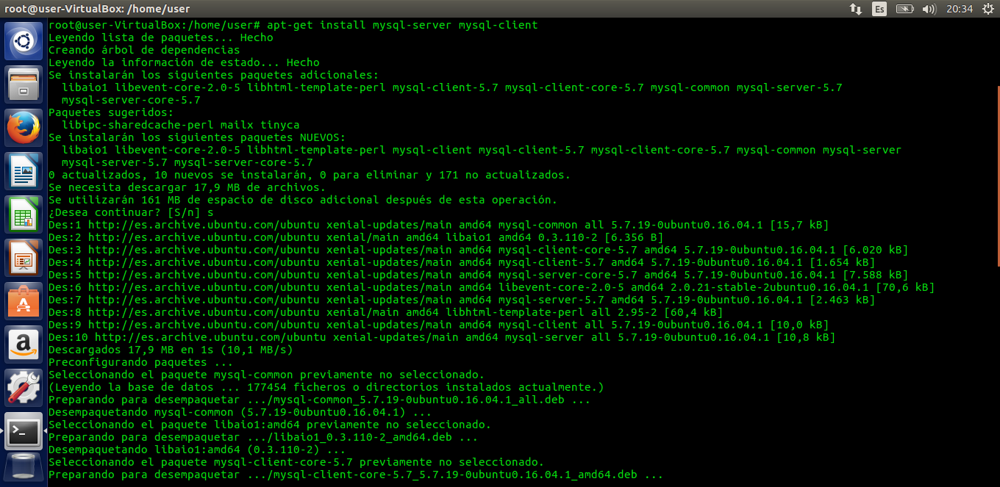 root@user-VirtualBox: /home/user
Es
20:34
root@user-VirtualBox:/home/user# apt-get install mysql-server mysql-client
Leyendo lista de paquetes... Hecho
Creando árbol de dependencias
Leyendo la información de estado... Hecho
Se instalarán los siguientes paquetes adicionales:
  libaio1 libevent-core-2.0-5 libhtml-template-perl mysql-client-5.7 mysql-client-core-5.7 mysql-common mysql-server-5.7
  mysql-server-core-5.7
Paquetes sugeridos:
  libipc-sharedcache-perl mailx tinyca
Se instalarán los siguientes paquetes NUEVOS:
  libaio1 libevent-core-2.0-5 libhtml-template-perl mysql-client mysql-client-5.7 mysql-client-core-5.7 mysql-common mysql-server
  mysql-server-5.7 mysql-server-core-5.7
0 actualizados, 10 nuevos se instalarán, 0 para eliminar y 171 no actualizados.
Se necesita descargar 17,9 MB de archivos.
Se utilizarán 161 MB de espacio de disco adicional después de esta operación.
¿Desea continuar? [S/n] s
Des:1 http://es.archive.ubuntu.com/ubuntu xenial-updates/main amd64 mysql-common all 5.7.19-0ubuntu0.16.04.1 [15,7 kB]
Des:2 http://es.archive.ubuntu.com/ubuntu xenial/main amd64 libaio1 amd64 0.3.110-2 [6.356 B]
Des:3 http://es.archive.ubuntu.com/ubuntu xenial-updates/main amd64 mysql-client-core-5.7 amd64 5.7.19-0ubuntu0.16.04.1 [6.020 kB]
Des:4 http://es.archive.ubuntu.com/ubuntu xenial-updates/main amd64 mysql-client-5.7 amd64 5.7.19-0ubuntu0.16.04.1 [1.654 kB]
Des:5 http://es.archive.ubuntu.com/ubuntu xenial-updates/main amd64 mysql-server-core-5.7 amd64 5.7.19-0ubuntu0.16.04.1 [7.588 kB]
Des:6 http://es.archive.ubuntu.com/ubuntu xenial-updates/main amd64 libevent-core-2.0-5 amd64 2.0.21-stable-2ubuntu0.16.04.1 [70,6 kB]
Des:7 http://es.archive.ubuntu.com/ubuntu xenial-updates/main amd64 mysql-server-5.7 amd64 5.7.19-0ubuntu0.16.04.1 [2.463 kB]
Des:8 http://es.archive.ubuntu.com/ubuntu xenial/main amd64 libhtml-template-perl all 2.95-2 [60,4 kB]
Des:9 http://es.archive.ubuntu.com/ubuntu xenial-updates/main amd64 mysql-client all 5.7.19-0ubuntu0.16.04.1 [10,0 kB]
Des:10 http://es.archive.ubuntu.com/ubuntu xenial-updates/main amd64 mysql-server all 5.7.19-0ubuntu0.16.04.1 [10,8 kB]
Descargados 17,9 MB en 1s (10,1 MB/s)
Preconfigurando paquetes ...
Seleccionando el paquete mysql-common previamente no seleccionado.
(Leyendo la base de datos ... 177454 ficheros o directorios instalados actualmente.)
Preparando para desempaquetar .../mysql-common_5.7.19-0ubuntu0.16.04.1_all.deb ...
Desempaquetando mysql-common (5.7.19-0ubuntu0.16.04.1) ...
Seleccionando el paquete libaio1:amd64 previamente no seleccionado.
Preparando para desempaquetar .../libaio1_0.3.110-2_amd64.deb ...
Desempaquetando libaio1:amd64 (0.3.110-2) ...
Seleccionando el paquete mysql-client-core-5.7 previamente no seleccionado.
Preparando para desempaquetar .../mysql-client-core-5.7_5.7.19-0ubuntu0.16.04.1_amd64.deb ...